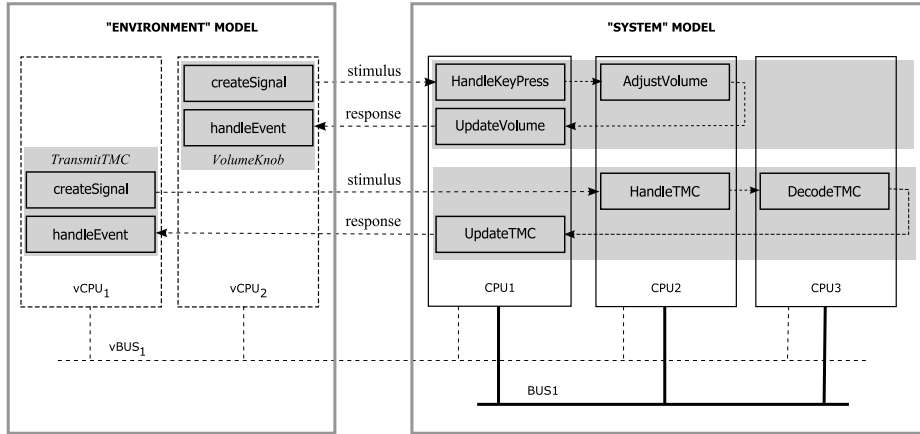 "ENVIRONMENT" MODEL
"SYSTEM" MODEL
createSignal
stimulus
HandleKeyPress
AdjustVolume
handleEvent
response
UpdateVolume
TransmitTMC
VolumeKnob
createSignal
stimulus
HandleTMC
DecodeTMC
handleEvent
response
UpdateTMC
vCPU1
vCPU2
CPU1
CPU2
CPU3
vBUS1
BUS1